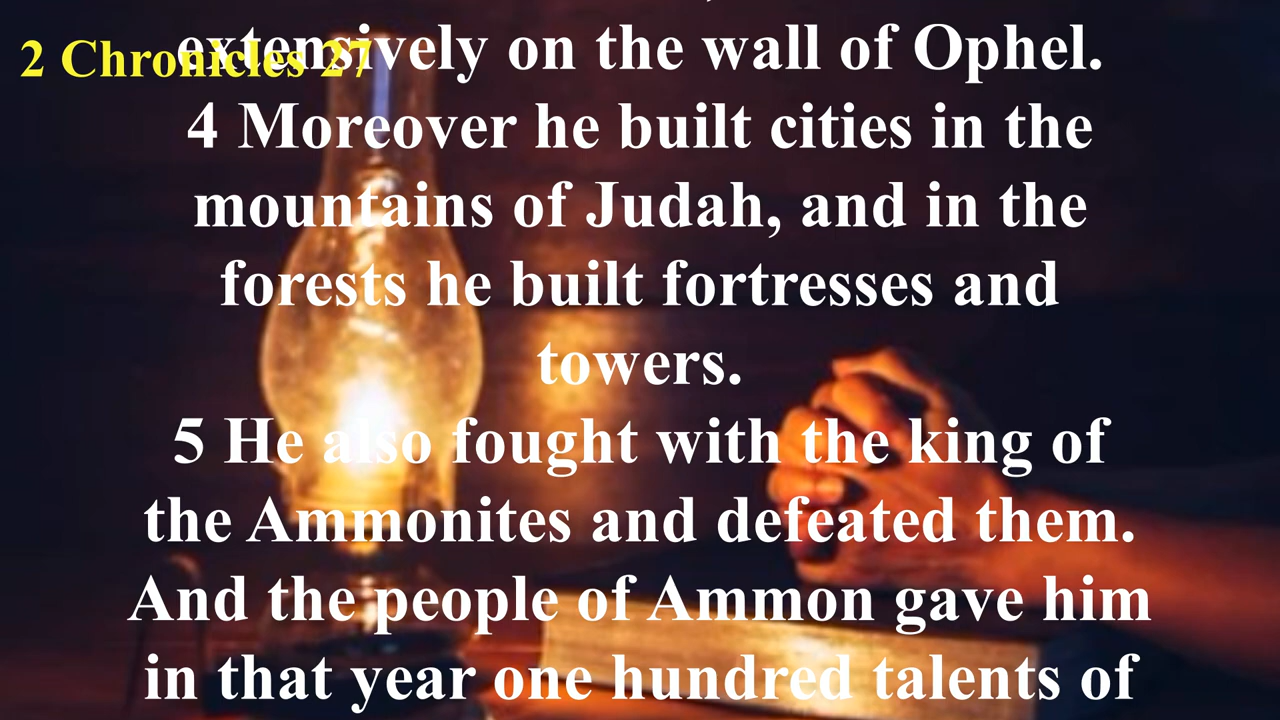 2 Chronicles 27
extensively on the wall of Ophel.
4 Moreover he built cities in the
mountains of Judah, and in the
forests he built fortresses and
towers.
5 He also fought with the king of
the Ammonites and defeated them.
And the people of Ammon gave him
in that year one hundred talents of